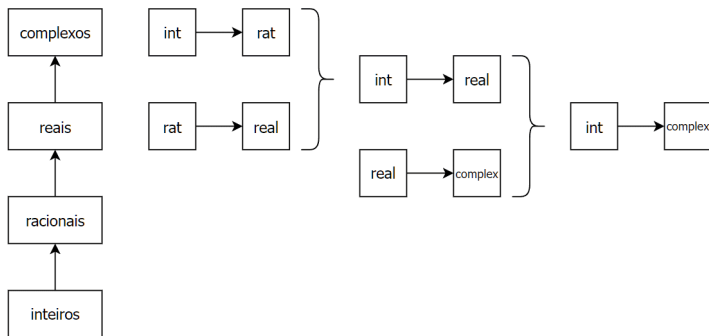 complexos
reais
racionais
inteiros
int rat
rat real
int real
real complex
int complex